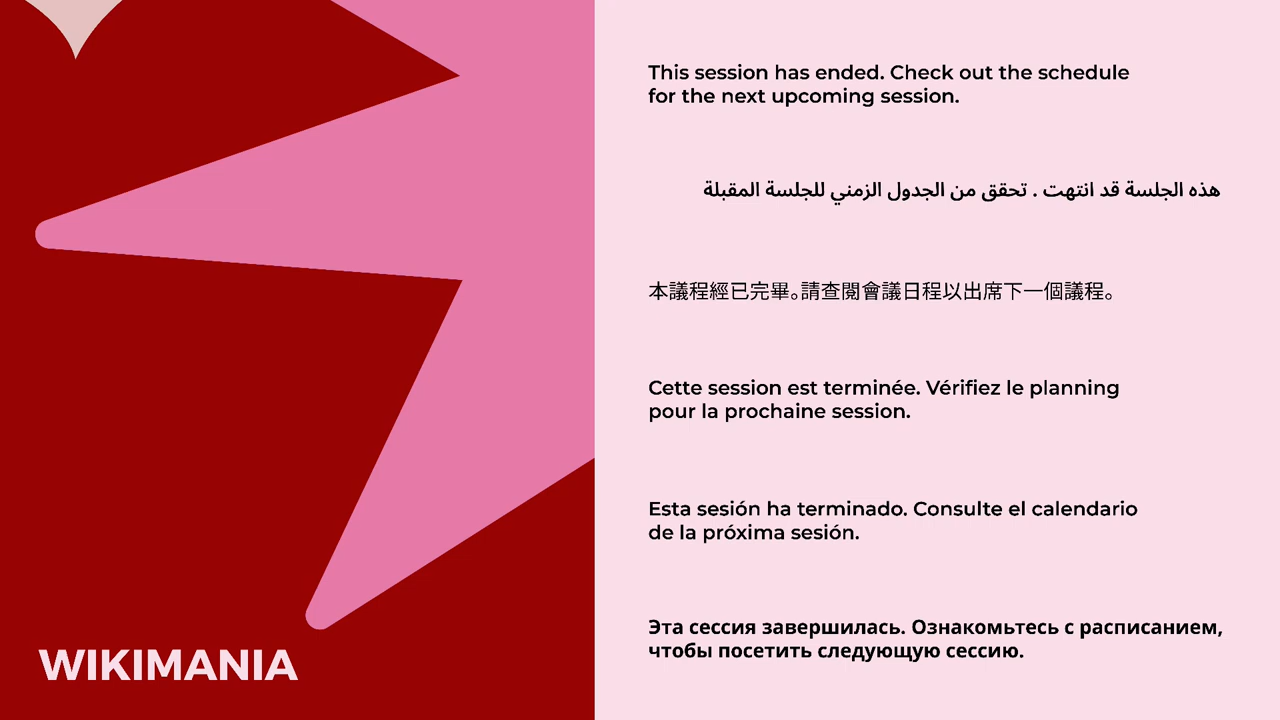 This session has ended. Check out the schedule
for the next upcoming session.
هذه الجلسة قد انتهت . تحقق من الجدول الزمني للجلسة المقبلة
本議程經已完畢。請查閱會議日程以出席下一個議程。
Cette session est terminée. Vérifiez le planning
pour la prochaine session.
Esta sesión ha terminado. Consulte el calendario
de la próxima sesión.
Эта сессия завершилась. Ознакомьтесь с расписанием,
чтобы посетить следующую сессию.
WIKIMANIA